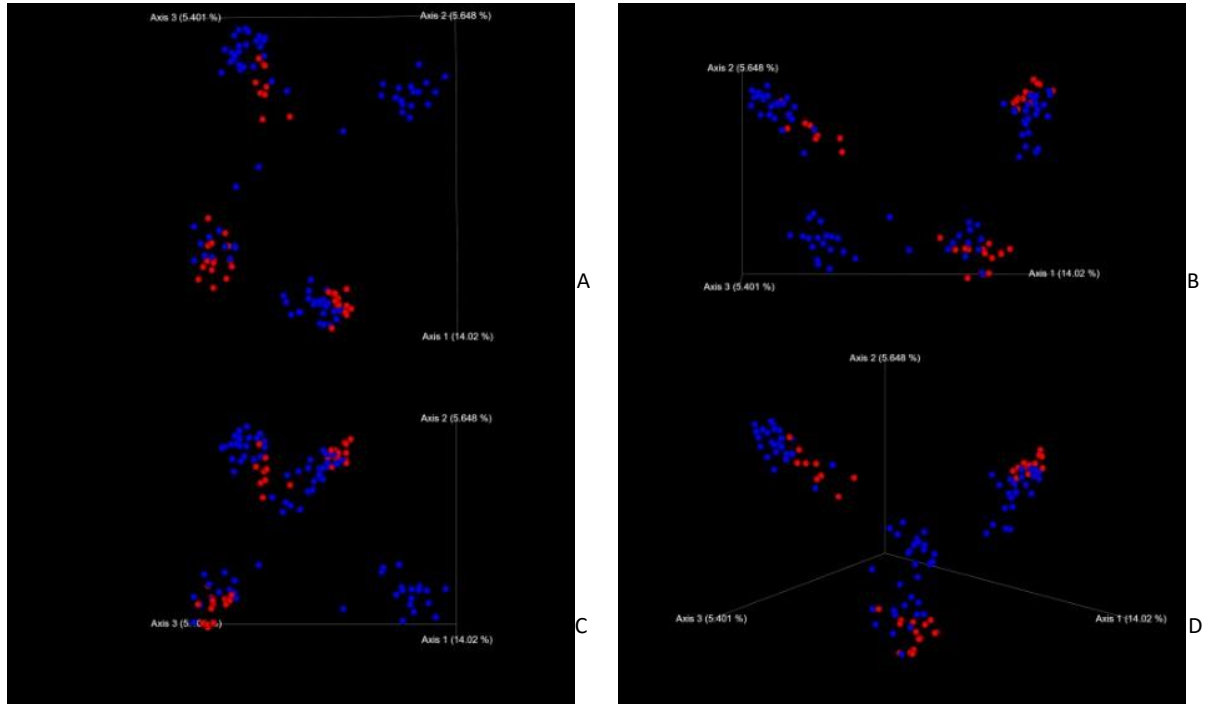 Axis 3 (5.401 %)
Axis 2 (5.648 %)
Axis 1 (14.02 %)
A
Axis 2 (5.648 %)
Axis 3 (5.401 %)
Axis 1 (14.02 %)
B
Axis 2 (5.648 %)
Axis 3
Axis 1 (14.02 %)
C
Axis 2 (5.648 %)
Axis 3 (5.401 %)
Axis 1 (14.02 %)
D